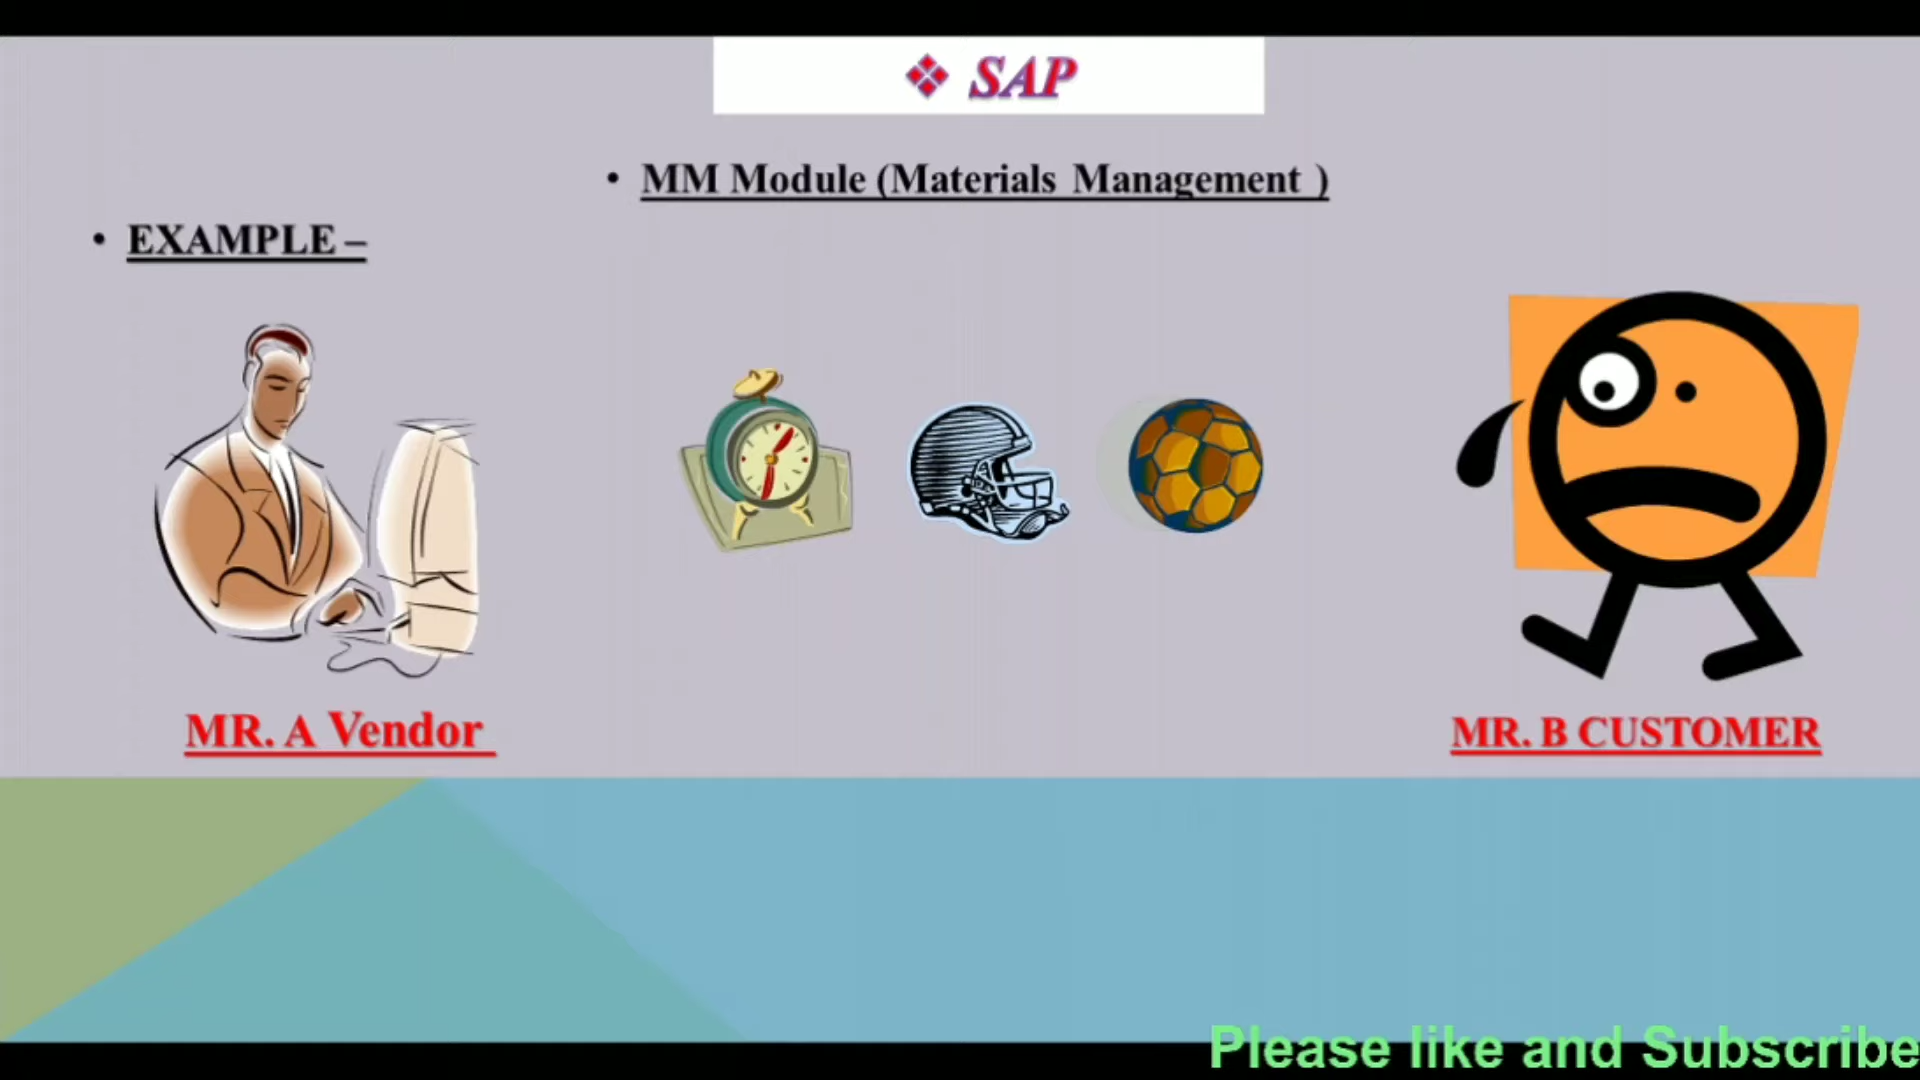 ❖ SAP
• MM Module (Materials Management )
• EXAMPLE –
MR. A Vendor
MR. B CUSTOMER
Please like and Subscribe